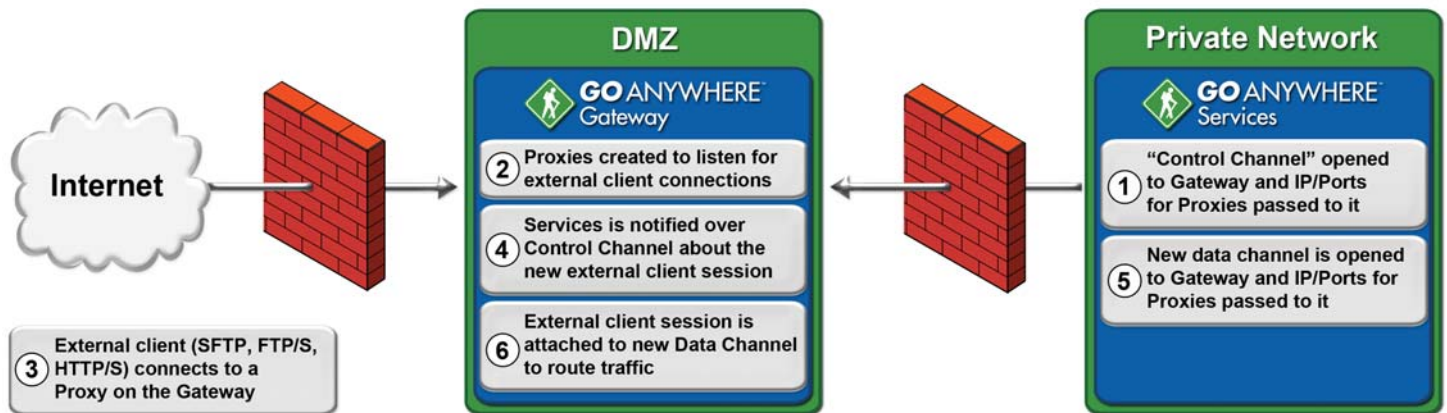 DMZ
Private Network
GO ANYWHERE™
Gateway
GO ANYWHERE™
Services
Internet
2
Proxies created to listen for
external client connections
1
“Control Channel” opened
to Gateway and IP/Ports
for Proxies passed to it
4
Services is notified over
Control Channel about the
new external client session
5
New data channel is opened
to Gateway and IP/Ports for
Proxies passed to it
3
External client (SFTP, FTP/S,
HTTP/S) connects to a
Proxy on the Gateway
6
External client session is
attached to new Data Channel
to route traffic